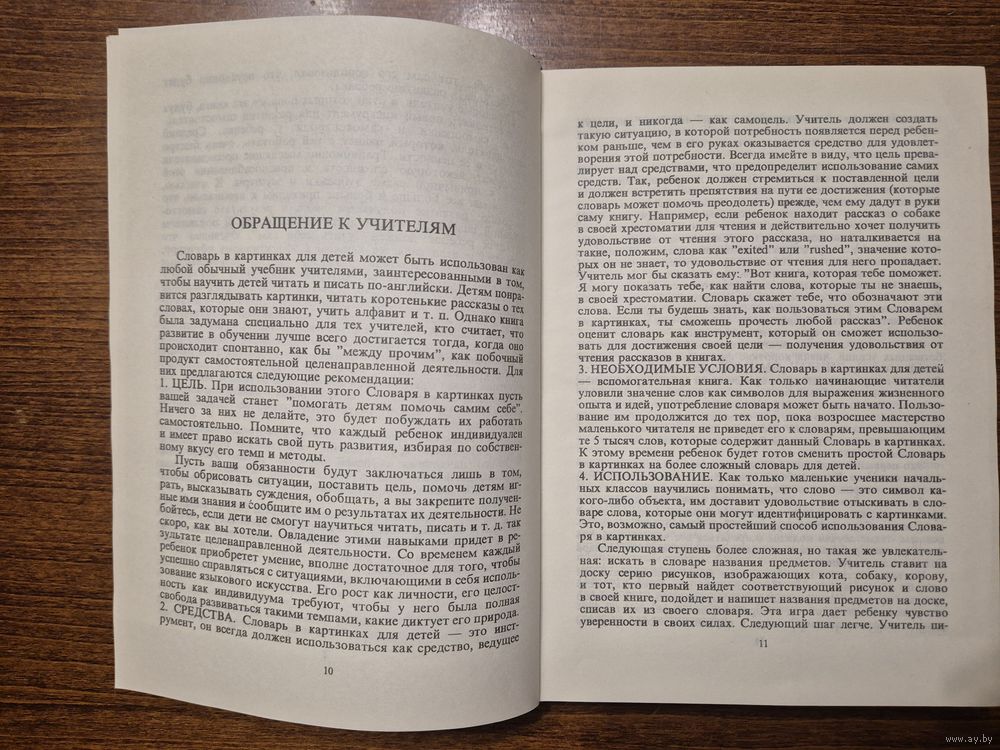 ОБРАЩЕНИЕ К УЧИТЕЛЯМ
Словарь в картинках для детей может быть использован как
любой обычный учебник учителями, заинтересованными в том,
чтобы научить детей читать и писать по-английски. Детям понра-
вится разглядывать картинки, читать коротенькие рассказы о тех
словах, которые они знают, учить алфавит и т. п. Однако книга
была задумана специально для тех учителей, кто считает, что
развитие в обучении лучше всего достигается тогда, когда оно
происходит спонтанно, как бы "между прочим", как побочный
продукт самостоятельной целенаправленной деятельности. Для
них предлагаются следующие рекомендации:
1. ЦЕЛЬ. При использовании этого Словаря в картинках пусть
вашей задачей станет "помогать детям помочь самим себе".
Ничего за них не делайте, это будет побуждать их работать
самостоятельно. Помните, что каждый ребенок индивидуален
и имеет право искать свой путь развития, избирая по собствен-
ному вкусу его темп и методы.
Пусть ваши обязанности будут заключаться лишь в том,
чтобы обрисовать ситуации, поставить цель, помочь детям иг-
рать, высказывать суждения, обобщать, а вы закрепите получен-
ные ими знания и сообщите им о результатах их деятельности. Не
бойтесь, если дети не смогут научиться читать, писать и т. д. так
скоро, как вы хотели. Овладение этими навыками придет в ре-
зультате целенаправленной деятельности. Со временем каждый
ребенок приобретет умение, вполне достаточное для того, чтобы
успешно справляться с ситуациями, включающими в себя исполь-
зование языкового искусства. Его рост как личности, его целост-
ность как индивидуума требуют, чтобы у него была полная
свобода развиваться такими темпами, какие диктует его природа.
2. СРЕДСТВА. Словарь в картинках для детей — это инст-
румент, он всегда должен использоваться как средство, ведущее
10
к цели, и никогда — как самоцель. Учитель должен создать
такую ситуацию, в которой потребность появляется перед ребен-
ком раньше, чем в его руках оказывается средство для удовлет-
ворения этой потребности. Всегда имейте в виду, что цель прева-
лирует над средствами, что предопределит использование самих
средств. Так, ребенок должен стремиться к поставленной цели
и должен встретить препятствия на пути ее достижения (которые
словарь может помочь преодолеть) прежде, чем ему дадут в руки
саму книгу. Например, если ребенок находит рассказ о собаке
в своей хрестоматии для чтения и действительно хочет получить
удовольствие от чтения этого рассказа, но наталкивается на
такие, положим, слова как "exited" или "rushed", значение кото-
рых он не знает, то удовольствие от чтения для него пропадает.
Учитель мог бы сказать ему: "Вот книга, которая тебе поможет.
Я могу показать тебе, как найти слова, которые ты не знаешь,
в своей хрестоматии. Словарь скажет тебе, что обозначают эти
слова. Если ты будешь знать, как пользоваться этим Словарем
в картинках, ты сможешь прочесть любой рассказ". Ребенок
оценит словарь как инструмент, который он сможет использо-
вать для достижения своей цели — получения удовольствия от
чтения рассказов в книгах.
3. НЕОБХОДИМЫЕ УСЛОВИЯ. Словарь в картинках для детей
— вспомогательная книга. Как только начинающие читатели
уловили значение слов как символов для выражения жизненного
опыта и идей, употребление словаря может быть начато. Пользо-
вание им продолжится до тех пор, пока возросшее мастерство
маленького читателя не приведет его к словарям, превышающим
те 5 тысяч слов, которые содержит данный Словарь в картинках.
К этому времени ребенок будет готов сменить простой Словарь
в картинках на более сложный словарь для детей.
4. ИСПОЛЬЗОВАНИЕ. Как только маленькие ученики началь-
ных классов научились понимать, что слово — это символ ка-
кого-либо объекта, им доставит удовольствие отыскивать в сло-
варе слова, которые они могут идентифицировать с картинками.
Это, возможно, самый простейший способ использования Слова-
ря в картинках.
Следующая ступень более сложная, но такая же увлекатель-
ная: искать в словаре названия предметов. Учитель ставит на
доску серию рисунков, изображающих кота, собаку, корову,
и тот, кто первый найдет соответствующий рисунок и слово
в своей книге, подойдет и напишет названия предметов на доске,
списав их из своего словаря. Эта игра дает ребенку чувство
уверенности в своих силах. Следующий шаг легче. Учитель пи-
11
www.ay.by